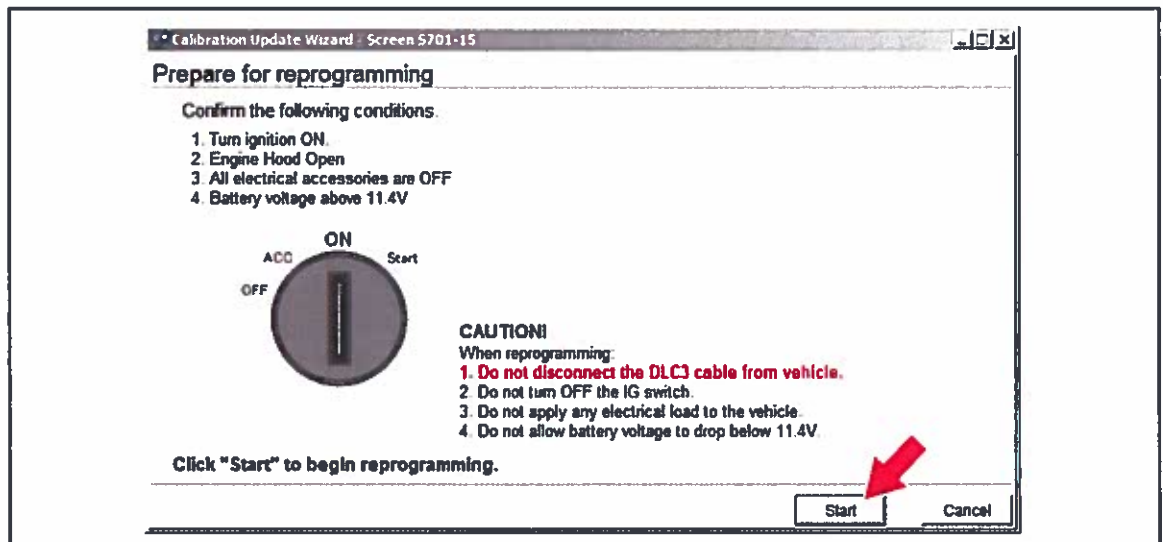 Calibration Update Wizard - Screen S701-15
Prepare for reprogramming
Confirm the following conditions.
1. Turn ignition ON.
2. Engine Hood Open
3. All electrical accessories are OFF
4. Battery voltage above 11.4V
ON
ACC
Start
OFF
CAUTION!
When reprogramming:
1. Do not disconnect the DLC3 cable from vehicle.
2. Do not turn OFF the IG switch.
3. Do not apply any electrical load to the vehicle.
4. Do not allow battery voltage to drop below 11.4V.
Click "Start" to begin reprogramming.
Start
Cancel